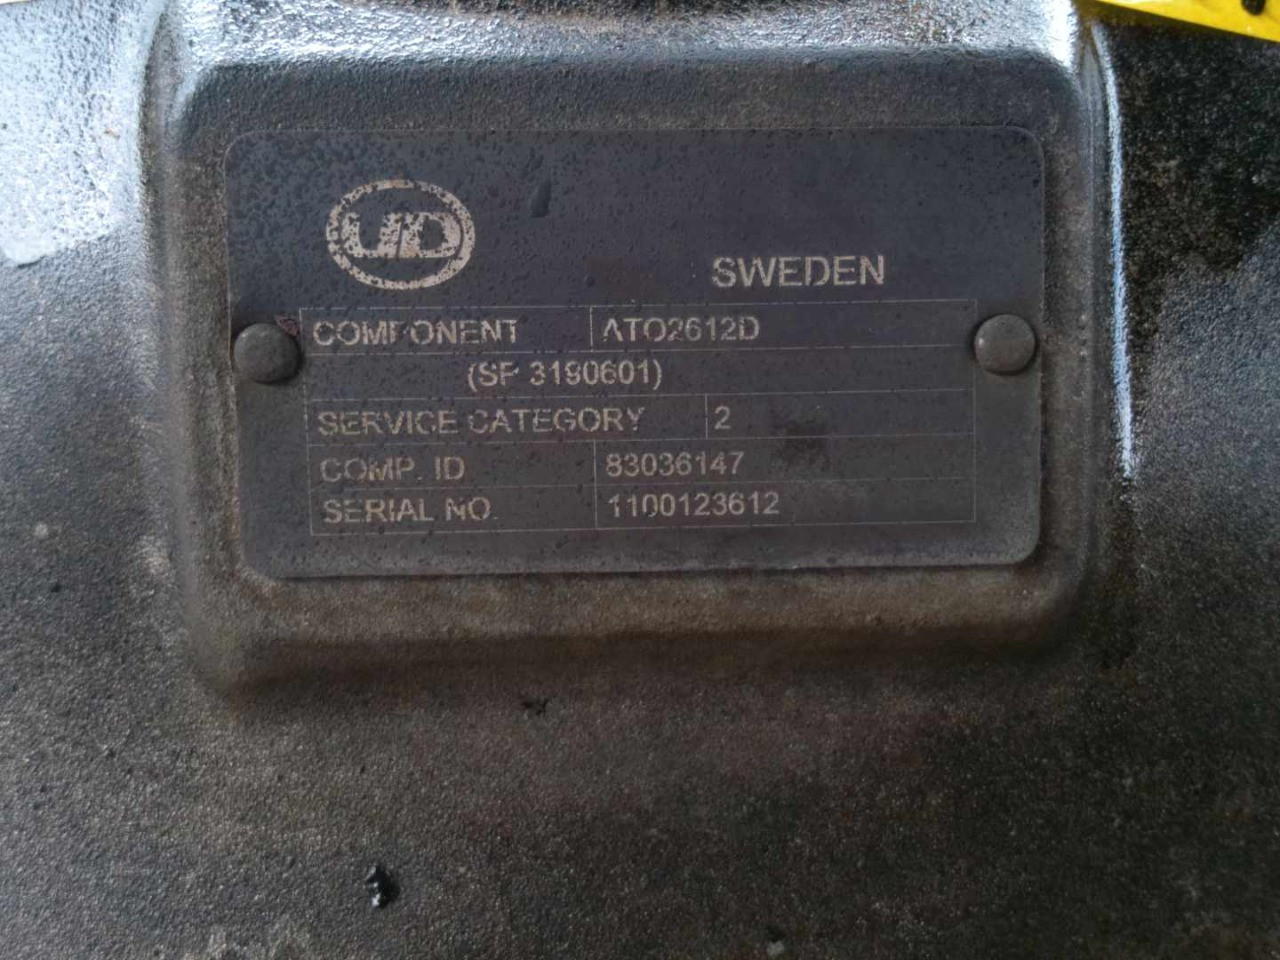 UD
SWEDEN
COMPONENT ATO2612D
(SP 3190601)
SERVICE CATEGORY 2
COMP. ID 83036147
SERIAL NO. 1100123612